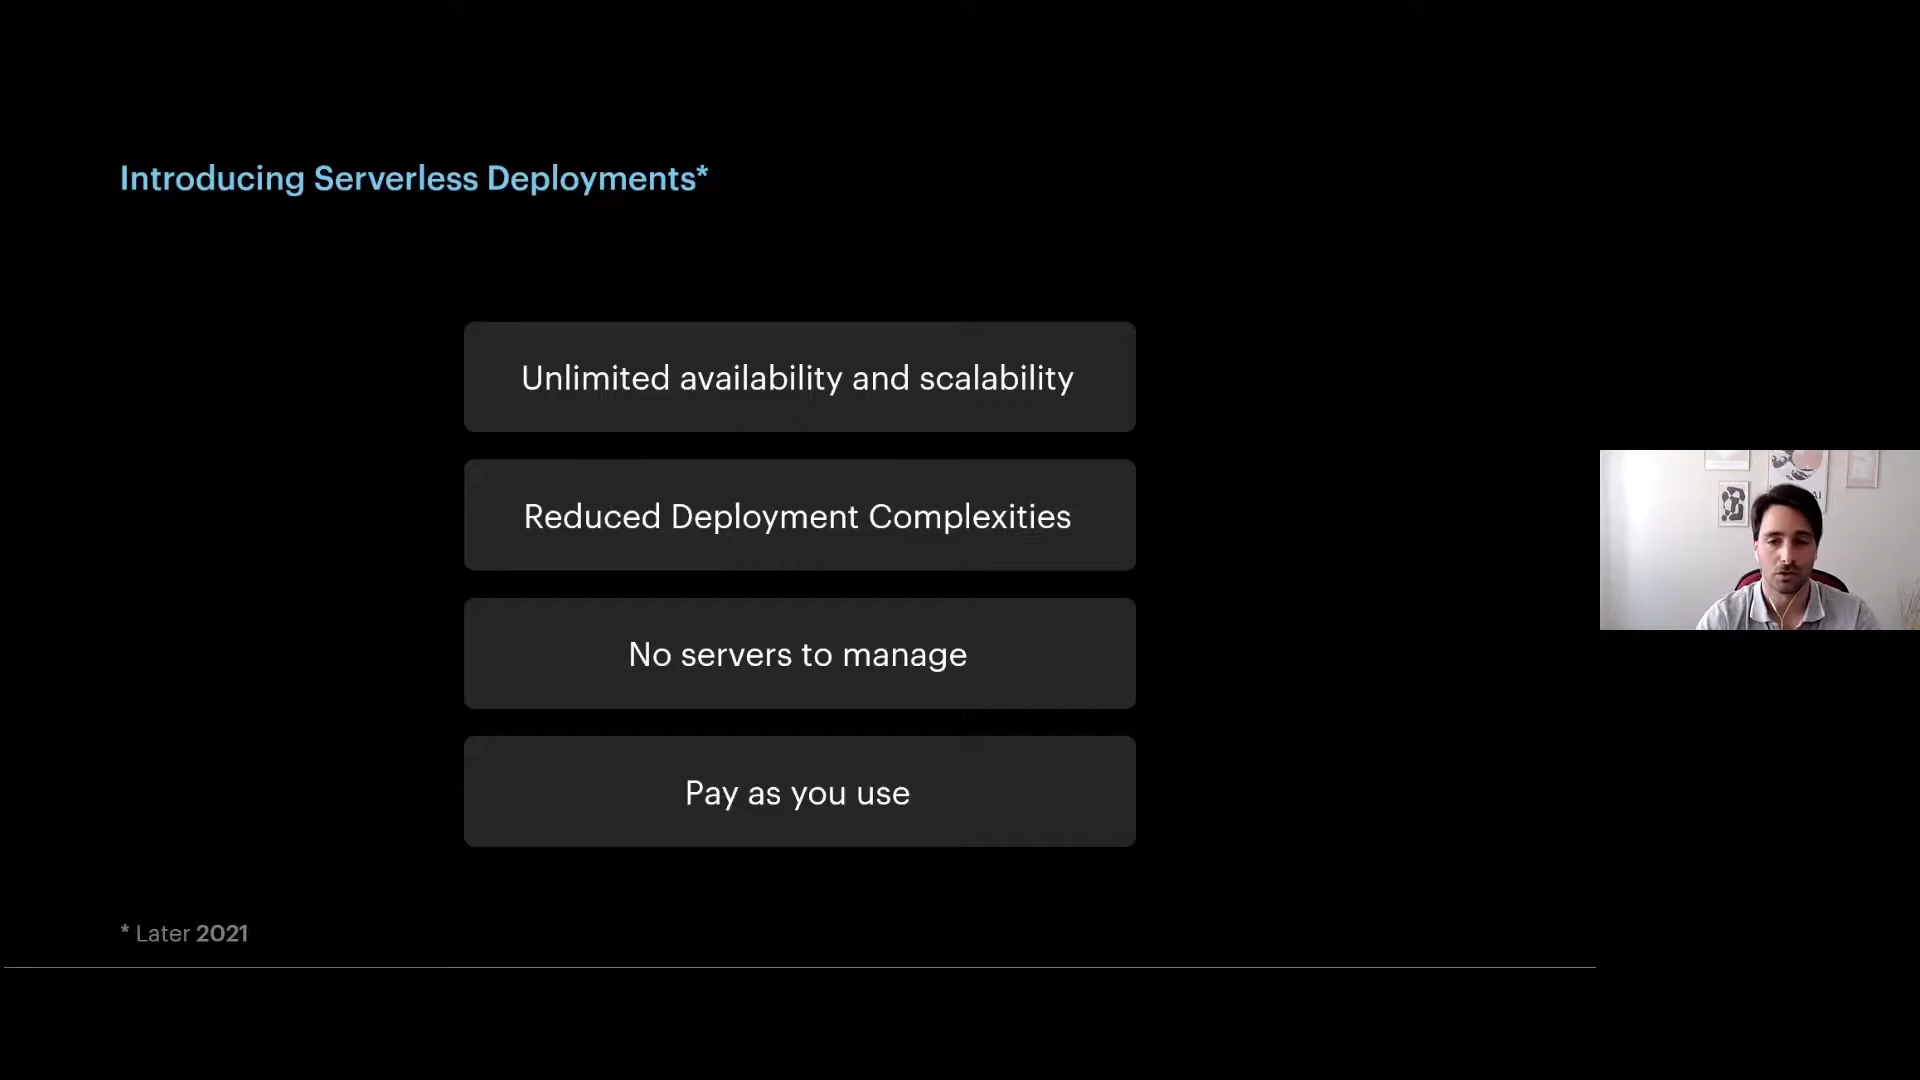 Introducing Serverless Deployments*
Unlimited availability and scalability
Reduced Deployment Complexities
No servers to manage
Pay as you use
* Later 2021